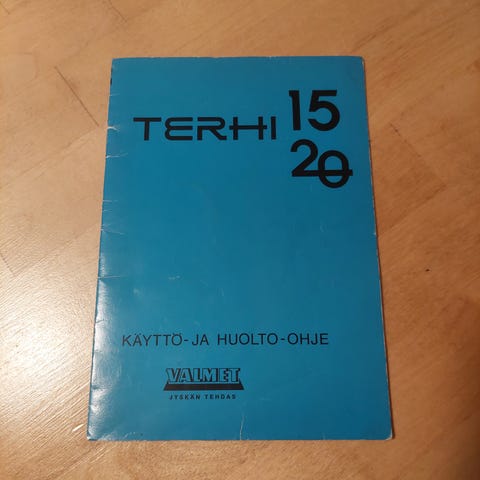 TERHI 15
20
KÄYTTÖ-JA HUOLTO-OHJE
VALMET
JYSKÄN TEHDAS